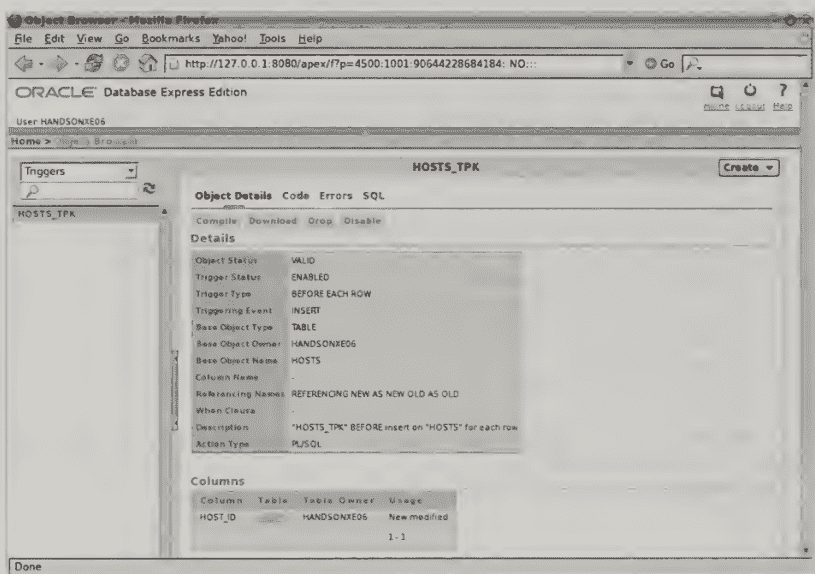 Object Browser - Mozilla Firefox
File Edit View Go Bookmarks Yahoo! Tools Help
http://127.0.0.1:8080/apex/f?p=4500:1001:90644228684184: NO:::
Go
ORACLE Database Express Edition
Home Logout Help
User HANDSONXE06
Home > Object Browser
Triggers
HOSTS_TPK
Create
Object Details Code Errors SQL
HOSTS_TPK
Compile Download Drop Disable
Details
Object Status VALID
Trigger Status ENABLED
Trigger Type BEFORE EACH ROW
Triggering Event INSERT
Base Object Type TABLE
Base Object Owner HANDSONXE06
Base Object Name HOSTS
Column Name -
Referencing Names REFERENCING NEW AS NEW OLD AS OLD
When Clause -
Description "HOSTS_TPK" BEFORE insert on "HOSTS" for each row
Action Type PL/SQL
Columns
Column Table Table Owner Usage
HOST_ID HANDSONXE06 New modified
1 - 1
Done